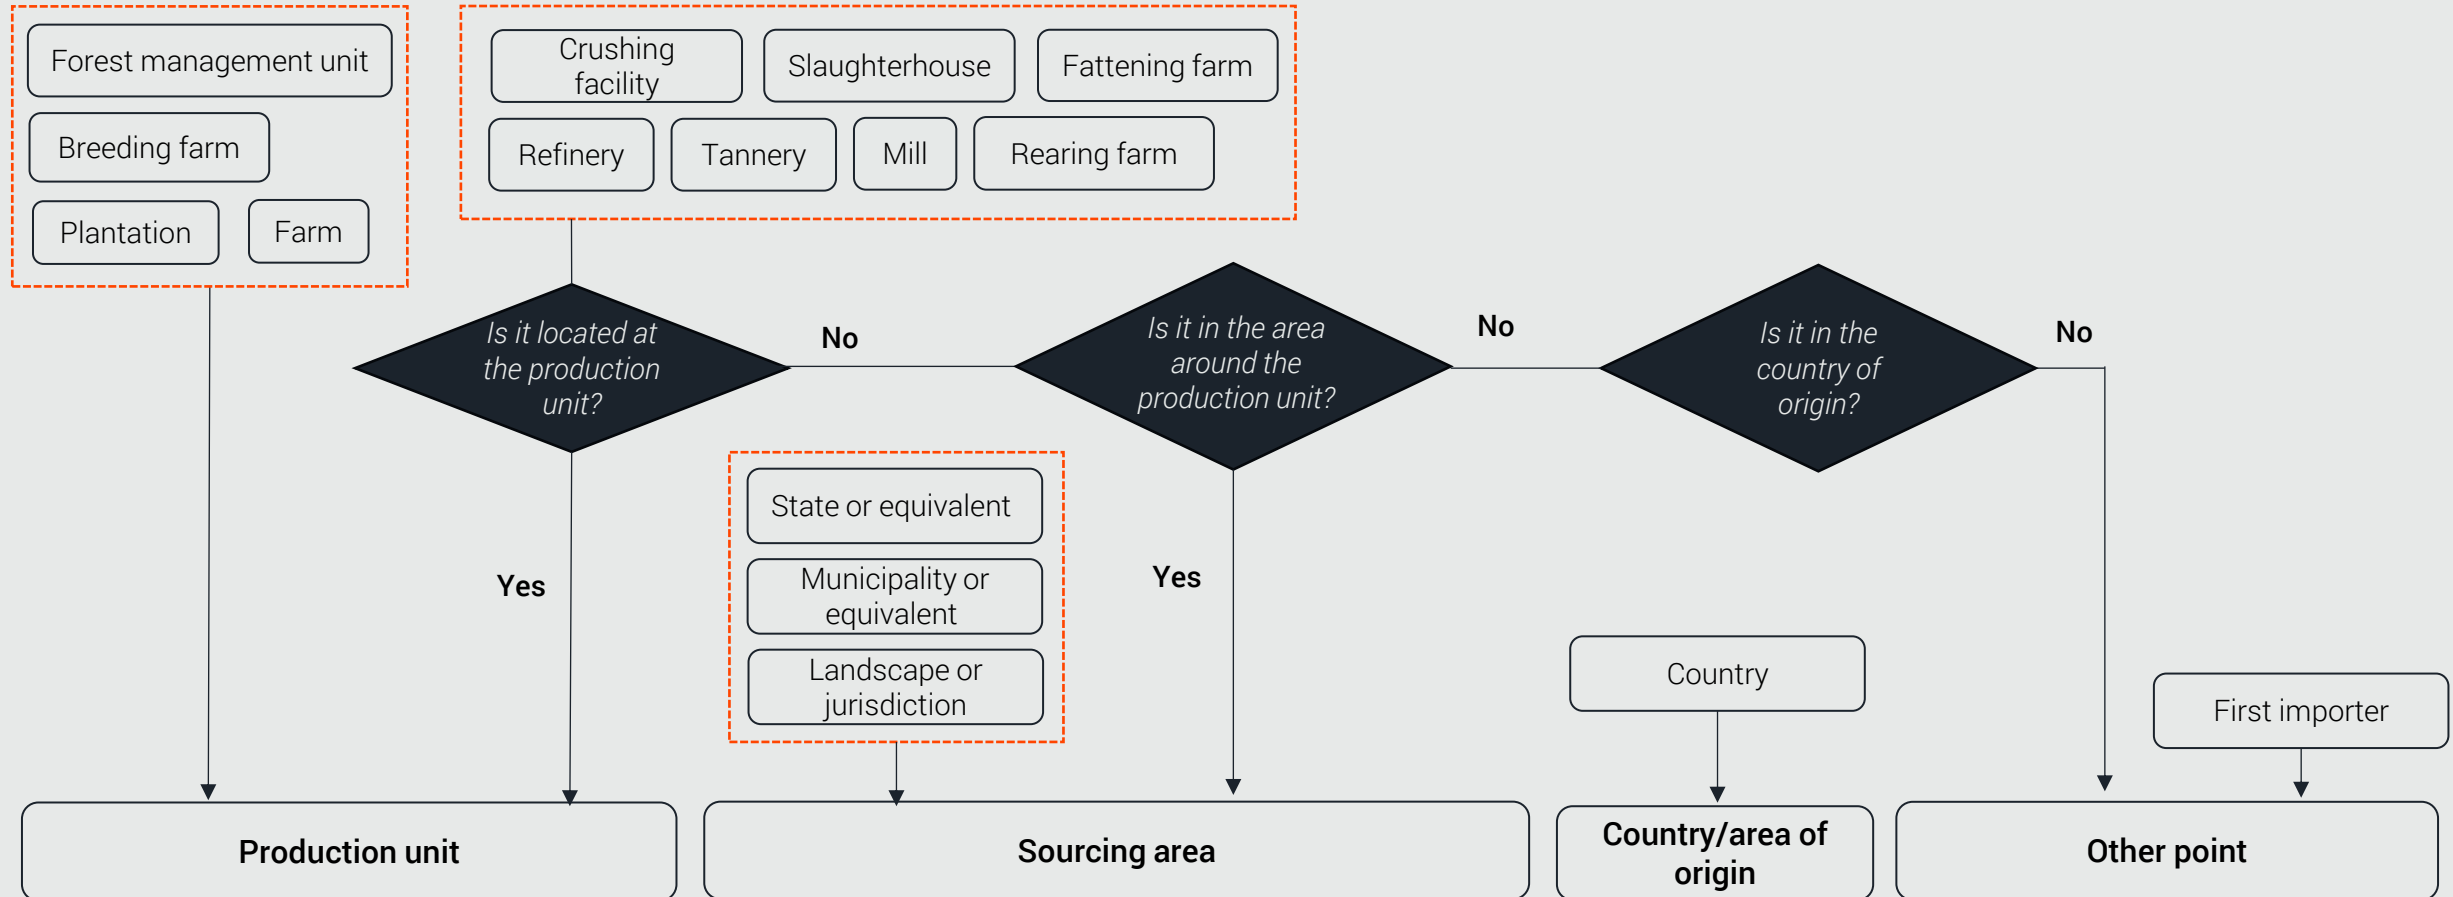 Forest management unit
Breeding farm
Plantation
Farm
Crushing
facility
Slaughterhouse
Fattening farm
Refinery
Tannery
Mill
Rearing farm
Is it located at
the production
unit?
No
Is it in the area
around the
production unit?
No
Is it in the
country of
origin?
No
Yes
State or equivalent
Municipality or
equivalent
Landscape or
jurisdiction
Yes
Country
First importer
Production unit
Sourcing area
Country/area of
origin
Other point